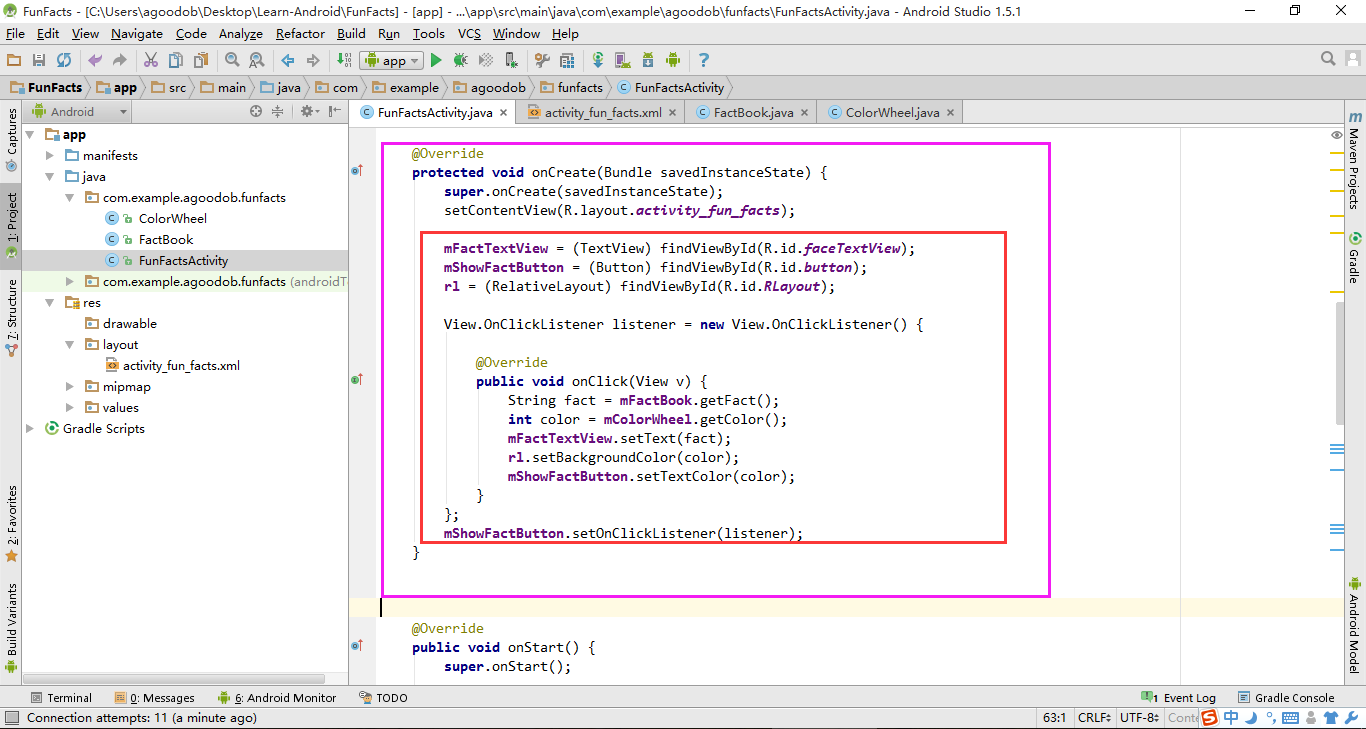 FunFacts - [C:\Users\agoodob\Desktop\Learn-Android\FunFacts] - [app] - ...\app\src\main\java\com\example\agoodob\funfacts\FunFactsActivity.java - Android Studio 1.5.1
File Edit View Navigate Code Analyze Refactor Build Run Tools VCS Window Help
app
FunFacts app src main java com example agoodob funfacts FunFactsActivity
Captures
1: Project
7: Structure
2: Favorites
Build Variants
Android
app
manifests
java
com.example.agoodob.funfacts
ColorWheel
FactBook
FunFactsActivity
com.example.agoodob.funfacts (androidT
res
drawable
layout
activity_fun_facts.xml
mipmap
values
Gradle Scripts
FunFactsActivity.java activity_fun_facts.xml FactBook.java ColorWheel.java
@Override
protected void onCreate(Bundle savedInstanceState) {
super.onCreate(savedInstanceState);
setContentView(R.layout.activity_fun_facts);
mFactTextView = (TextView) findViewById(R.id.faceTextView);
mShowFactButton = (Button) findViewById(R.id.button);
rl = (RelativeLayout) findViewById(R.id.RLayout);
View.OnClickListener listener = new View.OnClickListener() {
@Override
public void onClick(View v) {
String fact = mFactBook.getFact();
int color = mColorWheel.getColor();
mFactTextView.setText(fact);
rl.setBackgroundColor(color);
mShowFactButton.setTextColor(color);
}
};
mShowFactButton.setOnClickListener(listener);
}
@Override
public void onStart() {
super.onStart();
Maven Projects
Gradle
Android Model
Terminal 0: Messages 6: Android Monitor TODO 1 Event Log Gradle Console
Connection attempts: 11 (a minute ago) 63:1 CRLF UTF-8 Conte 中